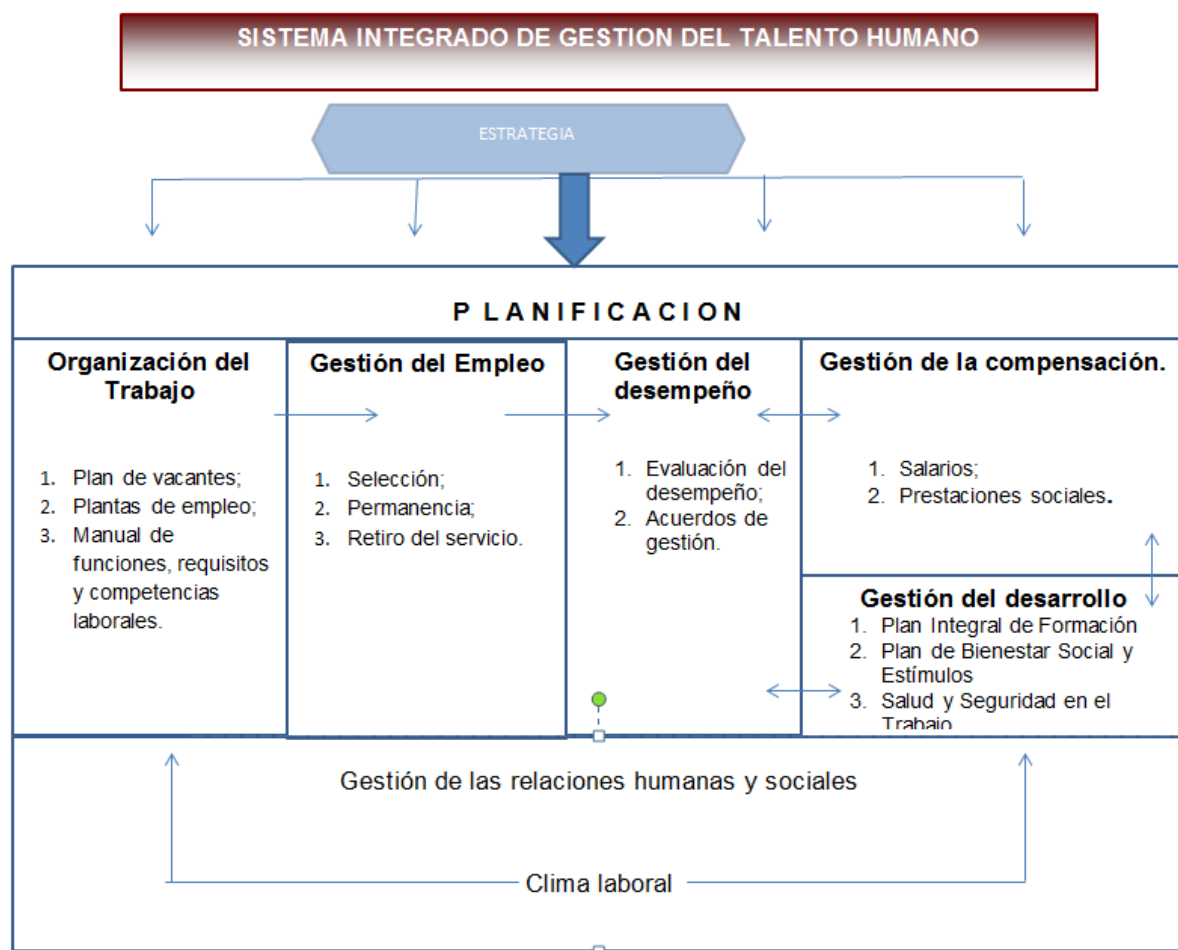 SISTEMA INTEGRADO DE GESTION DEL TALENTO HUMANO
ESTRATEGIA
P L A N I F I C A C I O N
Organización del
Trabajo
1. Plan de vacantes;
2. Plantas de empleo;
3. Manual de
funciones, requisitos
y competencias
laborales.
Gestión del Empleo
1. Selección;
2. Permanencia;
3. Retiro del servicio.
Gestión del
desempeño
1. Evaluación del
desempeño;
2. Acuerdos de
gestión.
Gestión de la compensación.
1. Salarios;
2. Prestaciones sociales.
Gestión del desarrollo
1. Plan Integral de Formación
2. Plan de Bienestar Social y
Estímulos
3. Salud y Seguridad en el
Trabajo
Gestión de las relaciones humanas y sociales
Clima laboral